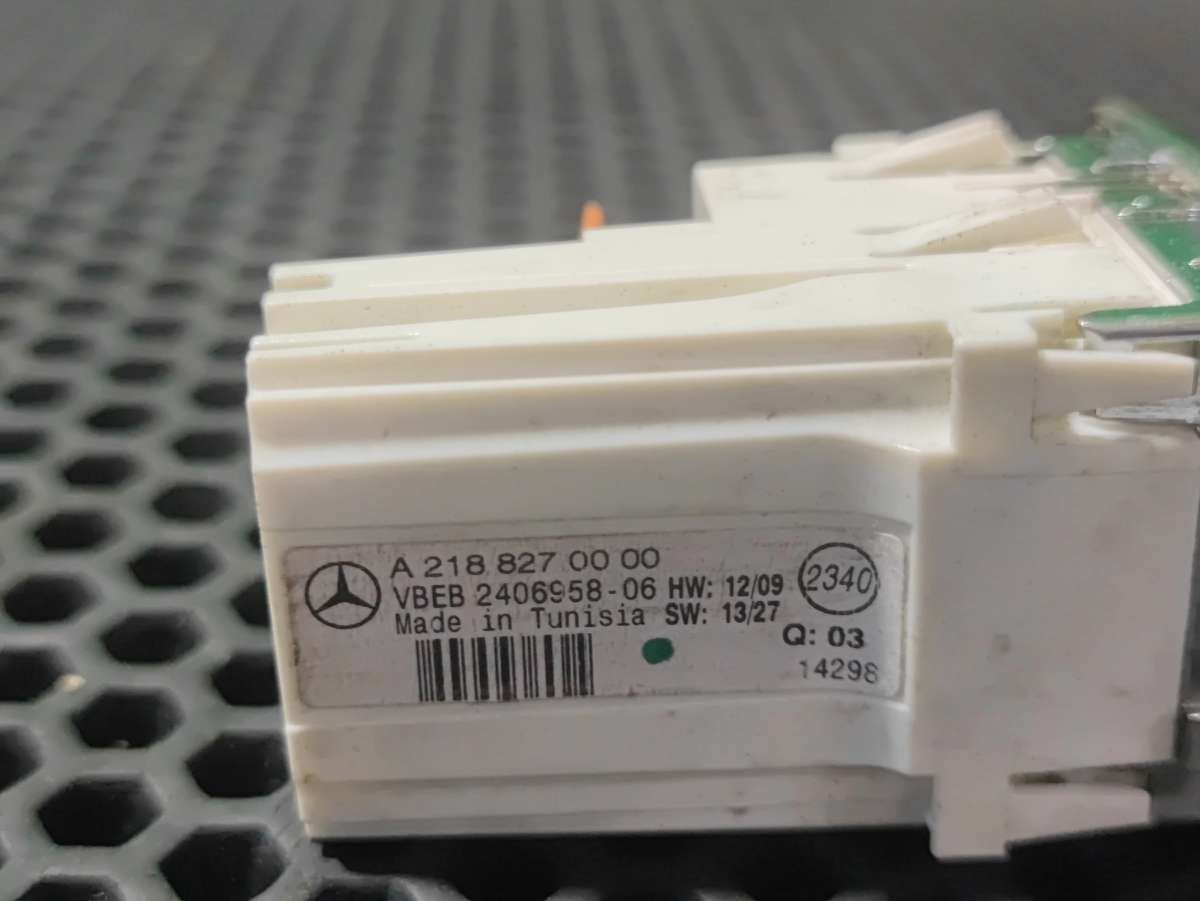 A 218 827 00 00
VBEB 2406958-06 HW: 12/09
2340
Made in Tunisia SW: 13/27
Q: 03
14298